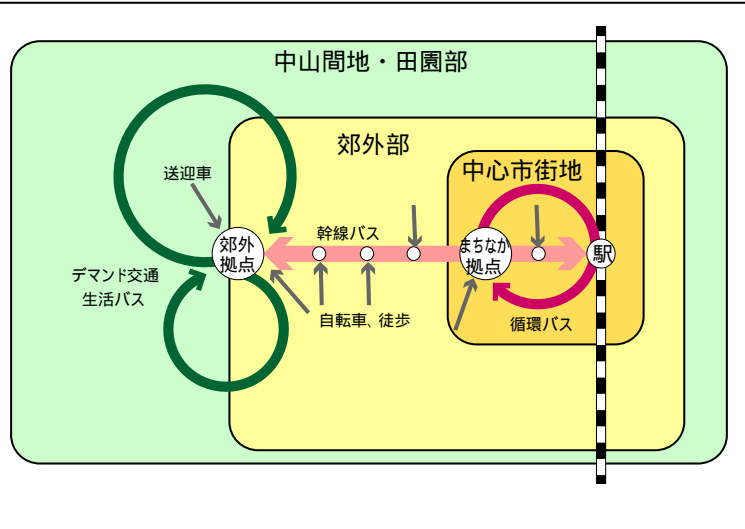 中山間地・田園部
郊外部
中心市街地
送迎車
幹線バス
郊外
拠点
まちなか
拠点
駅
デマンド交通
生活バス
自転車、徒歩
循環バス